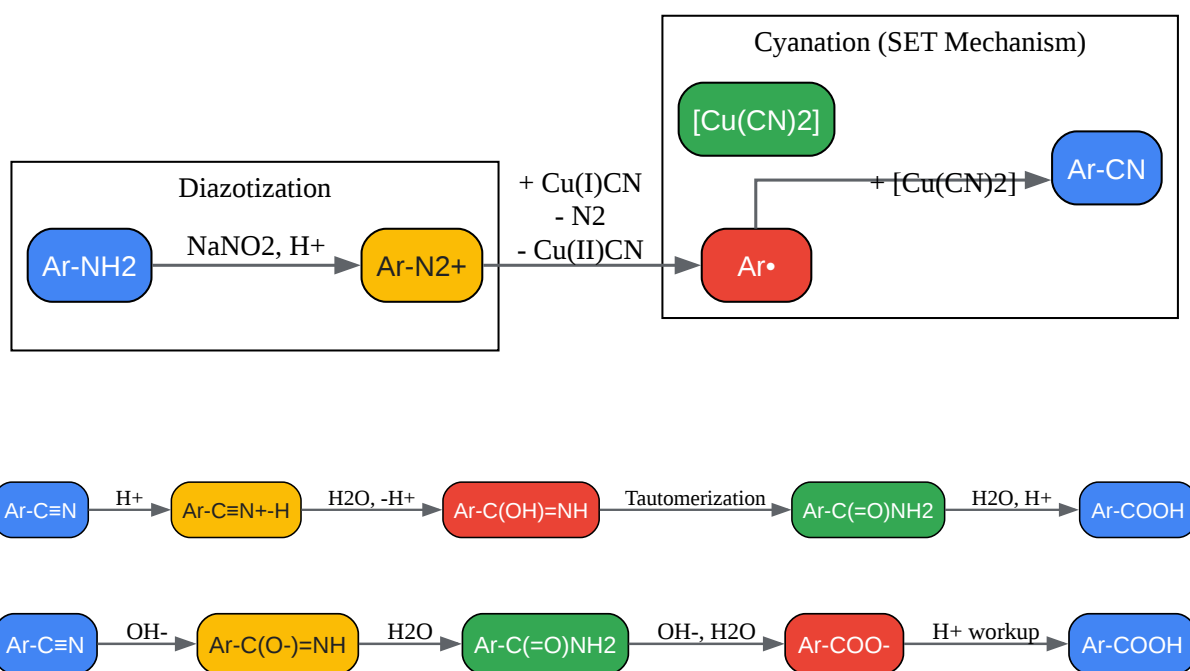 Cyanation (SET Mechanism)
[Cu(CN)2]
Ar-CN
+ [Cu(CN)2]
Ar•
Diazotization
Ar-NH2
NaNO2, H+
Ar-N2+
+ Cu(I)CN
- N2
- Cu(II)CN
Ar-C≡N
H+
Ar-C≡N+-H
H2O, -H+
Ar-C(OH)=NH
Tautomerization
Ar-C(=O)NH2
H2O, H+
Ar-COOH
Ar-C≡N
OH-
Ar-C(O-)=NH
H2O
Ar-C(=O)NH2
OH-, H2O
Ar-COO-
H+ workup
Ar-COOH